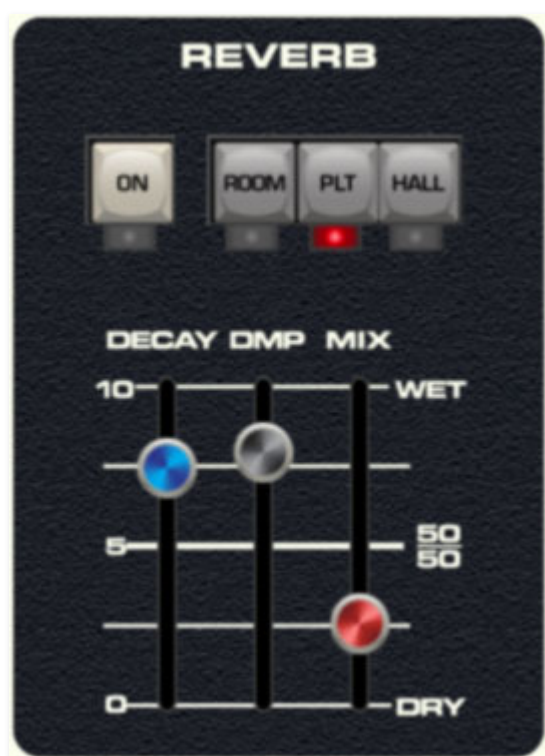 REVERB
ON ROOM PLT HALL
DECAY DMP MIX
10 WET
5 50
50
0 DRY